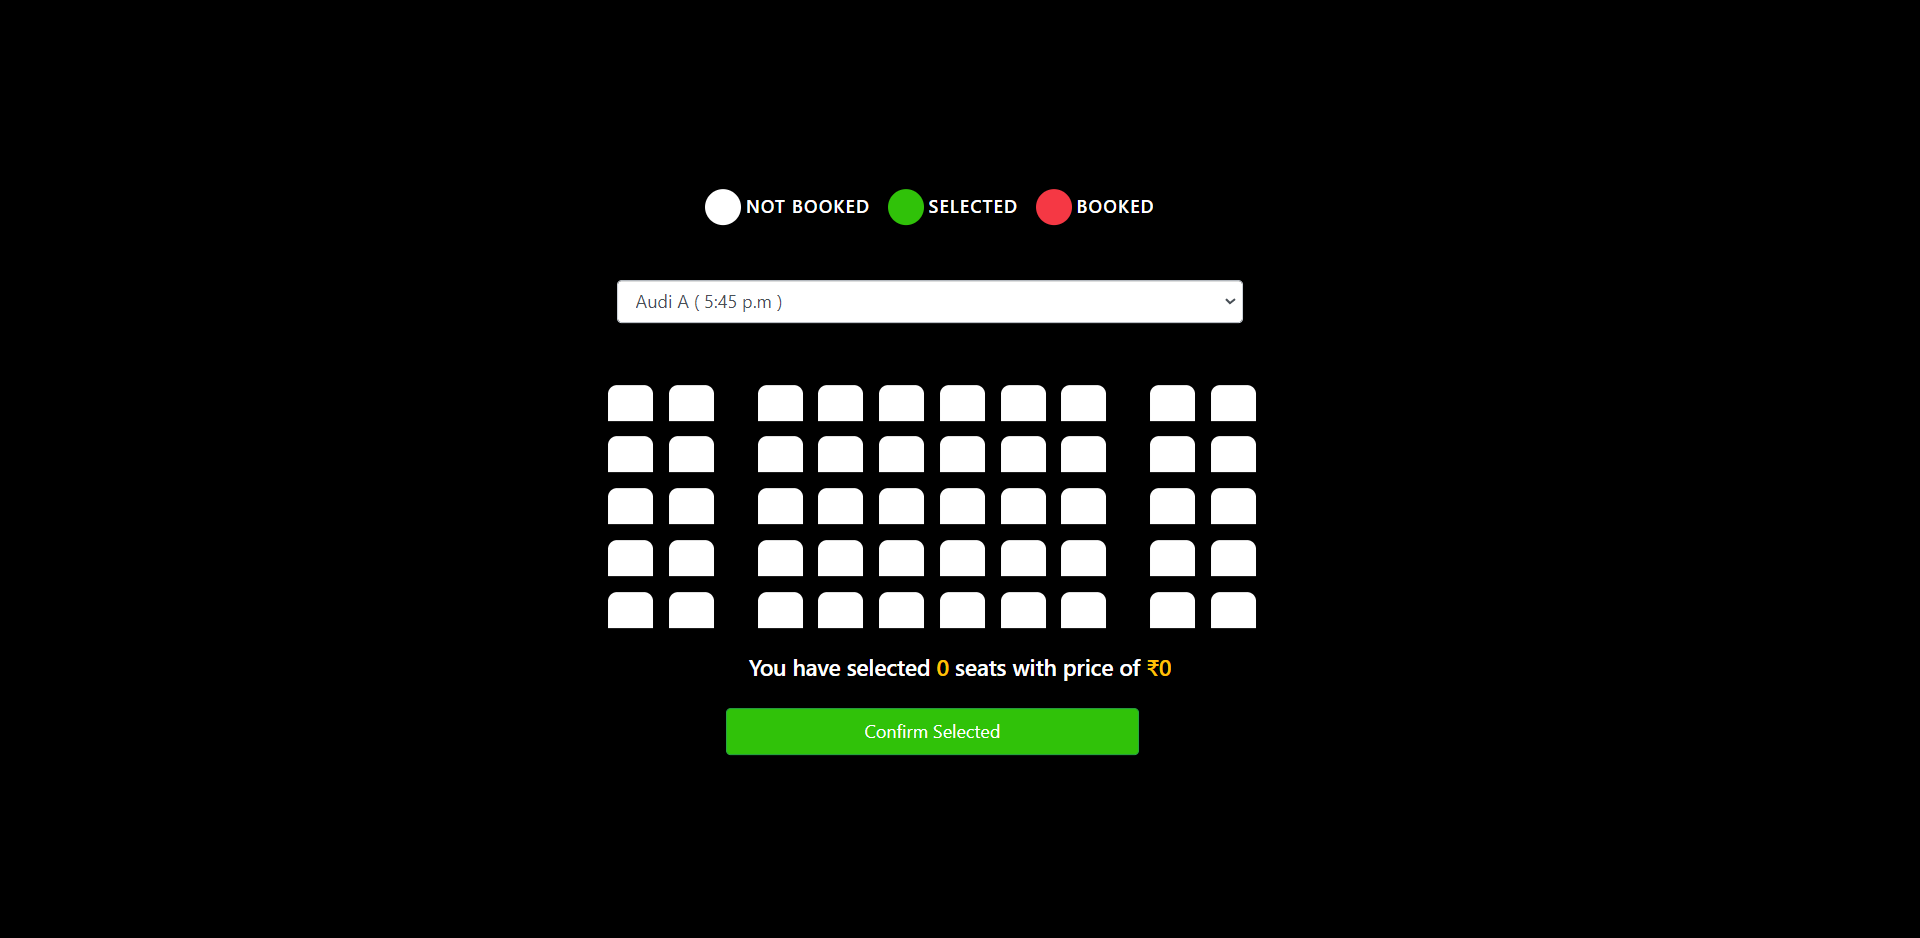 NOT BOOKED SELECTED BOOKED
Audi A ( 5:45 p.m )
You have selected 0 seats with price of ₹0
Confirm Selected